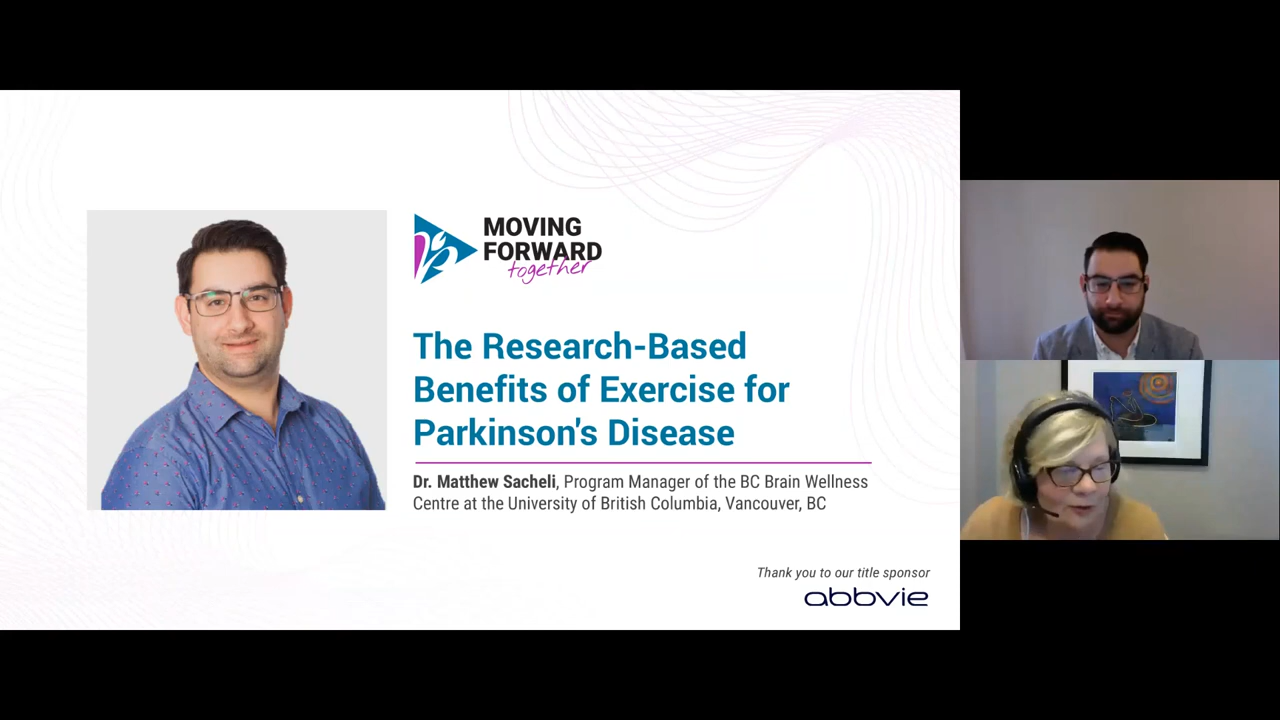 MOVING
FORWARD
together
The Research-Based
Benefits of Exercise for
Parkinson's Disease
Dr. Matthew Sacheli, Program Manager of the BC Brain Wellness
Centre at the University of British Columbia, Vancouver, BC
Thank you to our title sponsor
abbvie